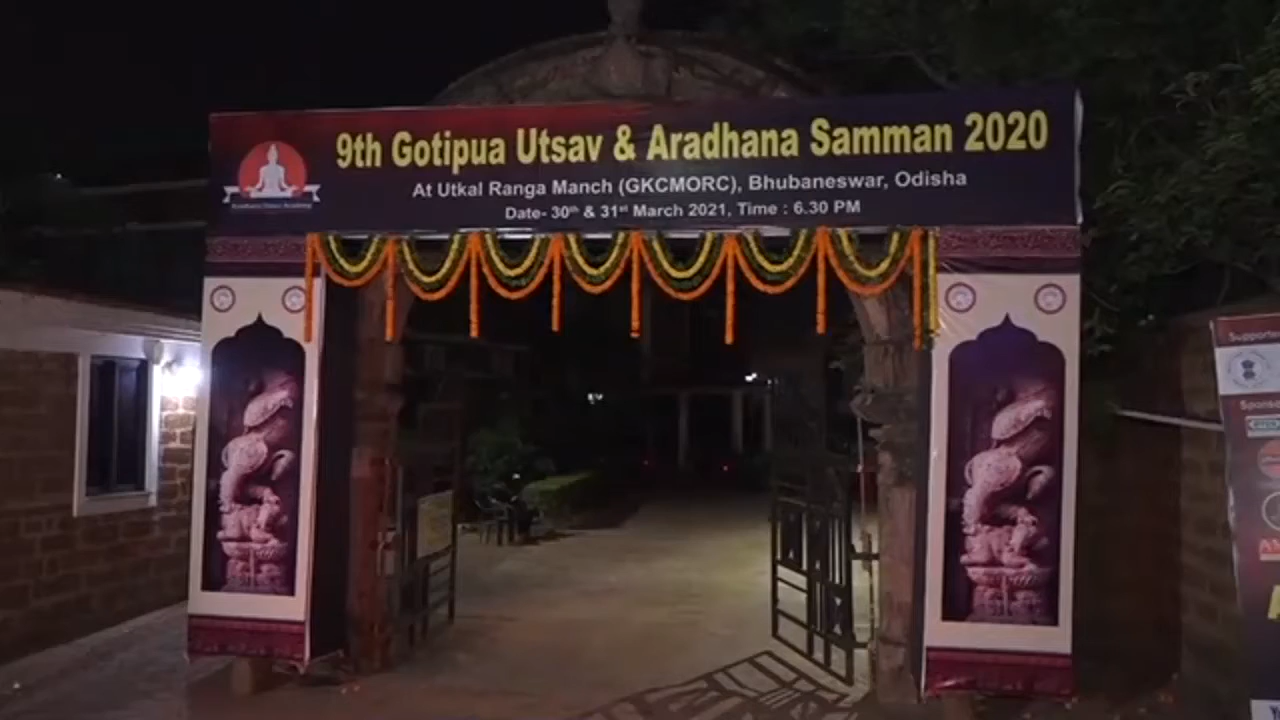 9th Gotipua Utsav & Aradhana Samman 2020
At Utkal Ranga Manch (GKCMORC), Bhubaneswar, Odisha
Date- 30th & 31st March 2021, Time : 6.30 PM